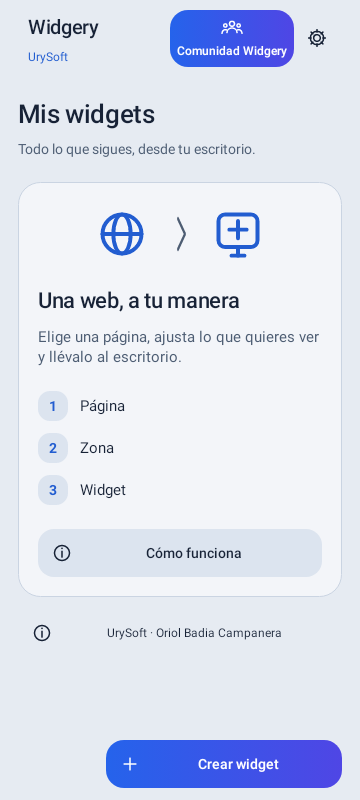 Widgery
UrySoft
Comunidad Widgery
Mis widgets
Todo lo que sigues, desde tu escritorio.
Una web, a tu manera
Elige una página, ajusta lo que quieres ver
y llévalo al escritorio.
1 Página
2 Zona
3 Widget
Cómo funciona
UrySoft · Oriol Badia Campanera
Crear widget